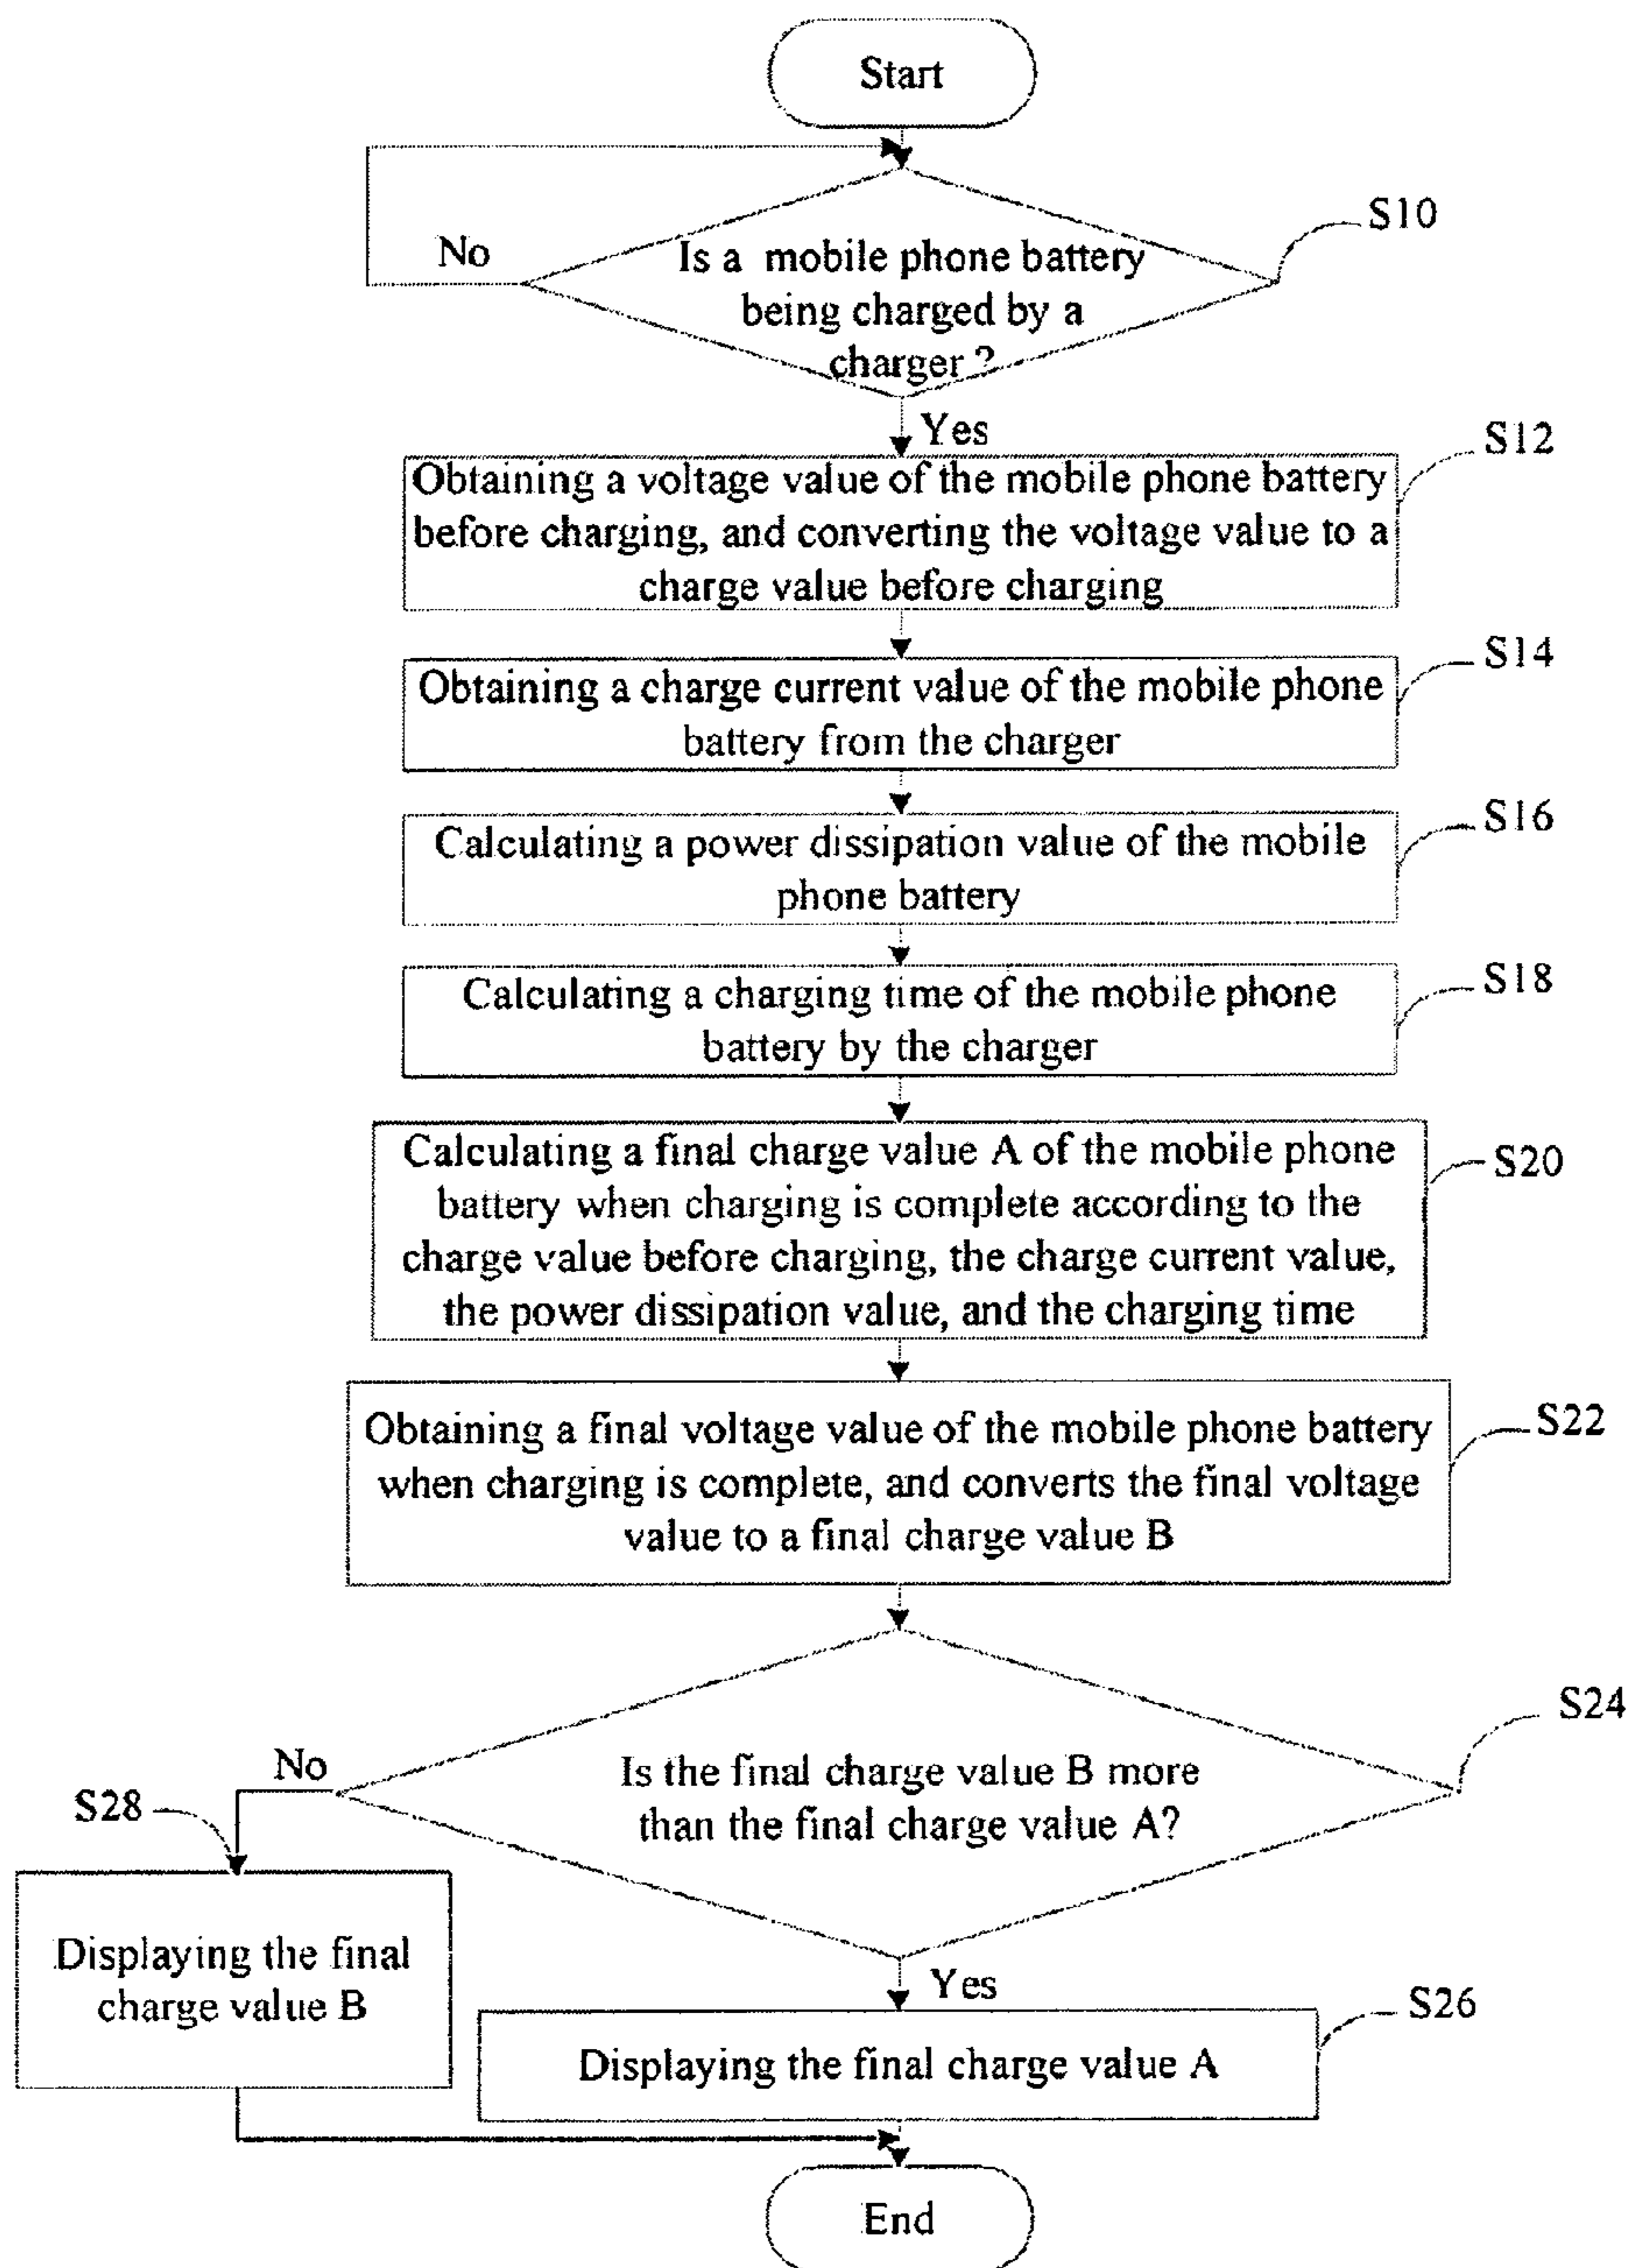 Start
S10
No
Is a mobile phone battery
being charged by a
charger ?
Yes
S12
Obtaining a voltage value of the mobile phone battery
before charging, and converting the voltage value to a
charge value before charging
S14
Obtaining a charge current value of the mobile phone
battery from the charger
S16
Calculating a power dissipation value of the mobile
phone battery
S18
Calculating a charging time of the mobile phone
battery by the charger
S20
Calculating a final charge value A of the mobile phone
battery when charging is complete according to the
charge value before charging, the charge current value,
the power dissipation value, and the charging time
S22
Obtaining a final voltage value of the mobile phone battery
when charging is complete, and converts the final voltage
value to a final charge value B
S24
No
Is the final charge value B more
than the final charge value A?
S28
Displaying the final
charge value B
Yes
S26
Displaying the final charge value A
End